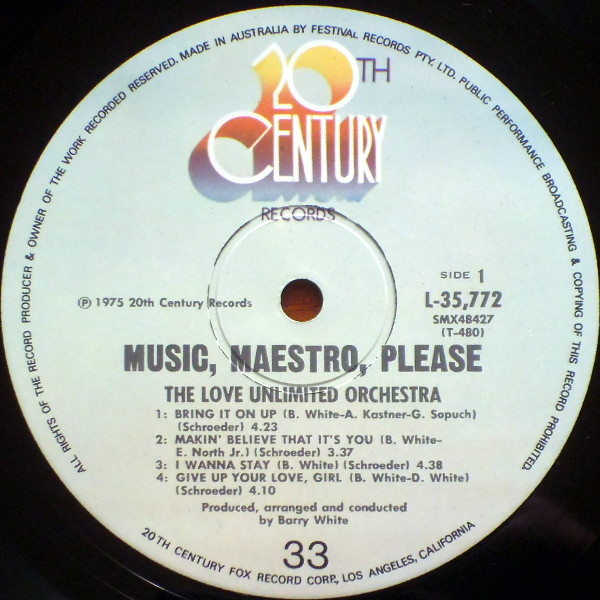 ALL RIGHTS OF THE RECORD PRODUCER & OWNER OF THE WORK RECORDED RESERVED. MADE IN AUSTRALIA BY FESTIVAL RECORDS PTY. LTD. PUBLIC PERFORMANCE BROADCASTING & COPYING OF THIS RECORD PROHIBITED.
20TH
CENTURY
RECORDS
SIDE 1
℗ 1975 20th Century Records
L-35,772
SMX48427
(T-480)
MUSIC, MAESTRO, PLEASE
THE LOVE UNLIMITED ORCHESTRA
1: BRING IT ON UP (B. White-A. Kastner-G. Sopuch)
(Schroeder) 4.23
2: MAKIN' BELIEVE THAT IT'S YOU (B. White-
E. North Jr.) (Schroeder) 3.37
3: I WANNA STAY (B. White) (Schroeder) 4.38
4: GIVE UP YOUR LOVE, GIRL (B. White-D. White)
(Schroeder) 4.10
Produced, arranged and conducted
by Barry White
33
20TH CENTURY FOX RECORD CORP., LOS ANGELES, CALIFORNIA